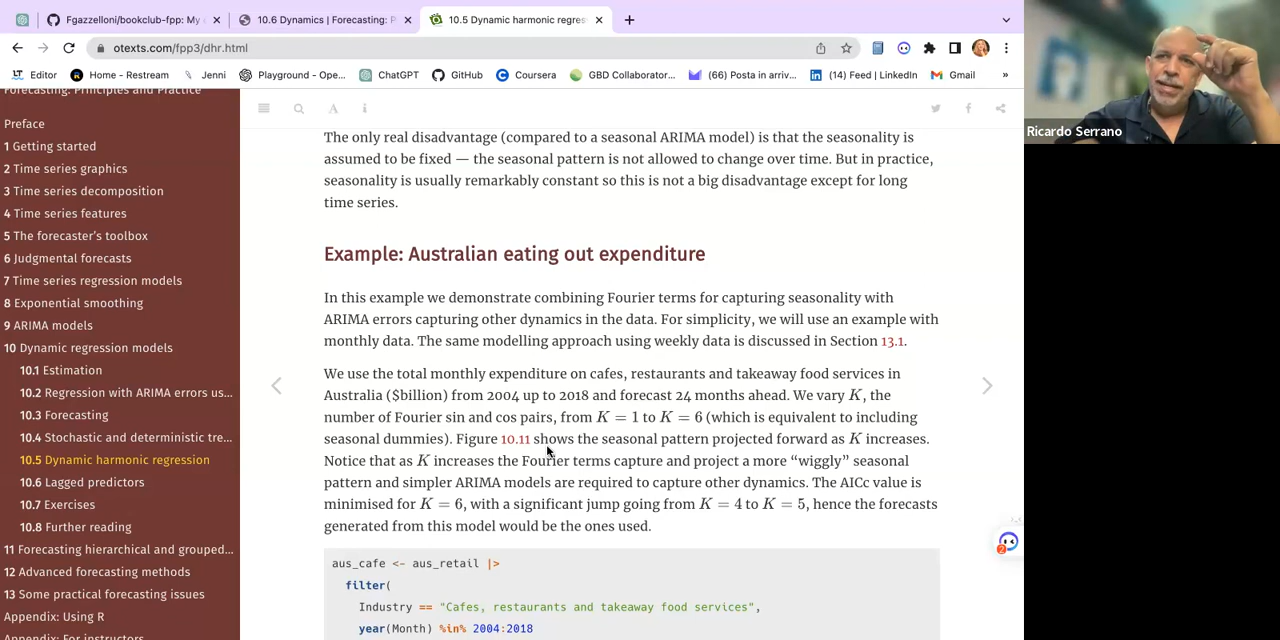 Fgazzelloni/bookclub-fpp: My
10.6 Dynamics | Forecasting: P
10.5 Dynamic harmonic regres
otexts.com/fpp3/dhr.html
LT Editor
Home - Restream
Jenni
Playground - Ope...
ChatGPT
GitHub
Coursera
GBD Collaborator...
(66) Posta in arriv...
(14) Feed | LinkedIn
Gmail
»
Ricardo Serrano
Forecasting: Principles and Practice
Preface
1 Getting started
2 Time series graphics
3 Time series decomposition
4 Time series features
5 The forecaster's toolbox
6 Judgmental forecasts
7 Time series regression models
8 Exponential smoothing
9 ARIMA models
10 Dynamic regression models
10.1 Estimation
10.2 Regression with ARIMA errors us...
10.3 Forecasting
10.4 Stochastic and deterministic tre...
10.5 Dynamic harmonic regression
10.6 Lagged predictors
10.7 Exercises
10.8 Further reading
11 Forecasting hierarchical and grouped...
12 Advanced forecasting methods
13 Some practical forecasting issues
Appendix: Using R
Appendix: For instructors
The only real disadvantage (compared to a seasonal ARIMA model) is that the seasonality is
assumed to be fixed — the seasonal pattern is not allowed to change over time. But in practice,
seasonality is usually remarkably constant so this is not a big disadvantage except for long
time series.
Example: Australian eating out expenditure
In this example we demonstrate combining Fourier terms for capturing seasonality with
ARIMA errors capturing other dynamics in the data. For simplicity, we will use an example with
monthly data. The same modelling approach using weekly data is discussed in Section 13.1.
We use the total monthly expenditure on cafes, restaurants and takeaway food services in
Australia ($billion) from 2004 up to 2018 and forecast 24 months ahead. We vary K, the
number of Fourier sin and cos pairs, from K = 1 to K = 6 (which is equivalent to including
seasonal dummies). Figure 10.11 shows the seasonal pattern projected forward as K increases.
Notice that as K increases the Fourier terms capture and project a more “wiggly” seasonal
pattern and simpler ARIMA models are required to capture other dynamics. The AICc value is
minimised for K = 6, with a significant jump going from K = 4 to K = 5, hence the forecasts
generated from this model would be the ones used.
aus_cafe <- aus_retail |>
filter(
Industry == "Cafes, restaurants and takeaway food services",
year(Month) %in% 2004:2018
2